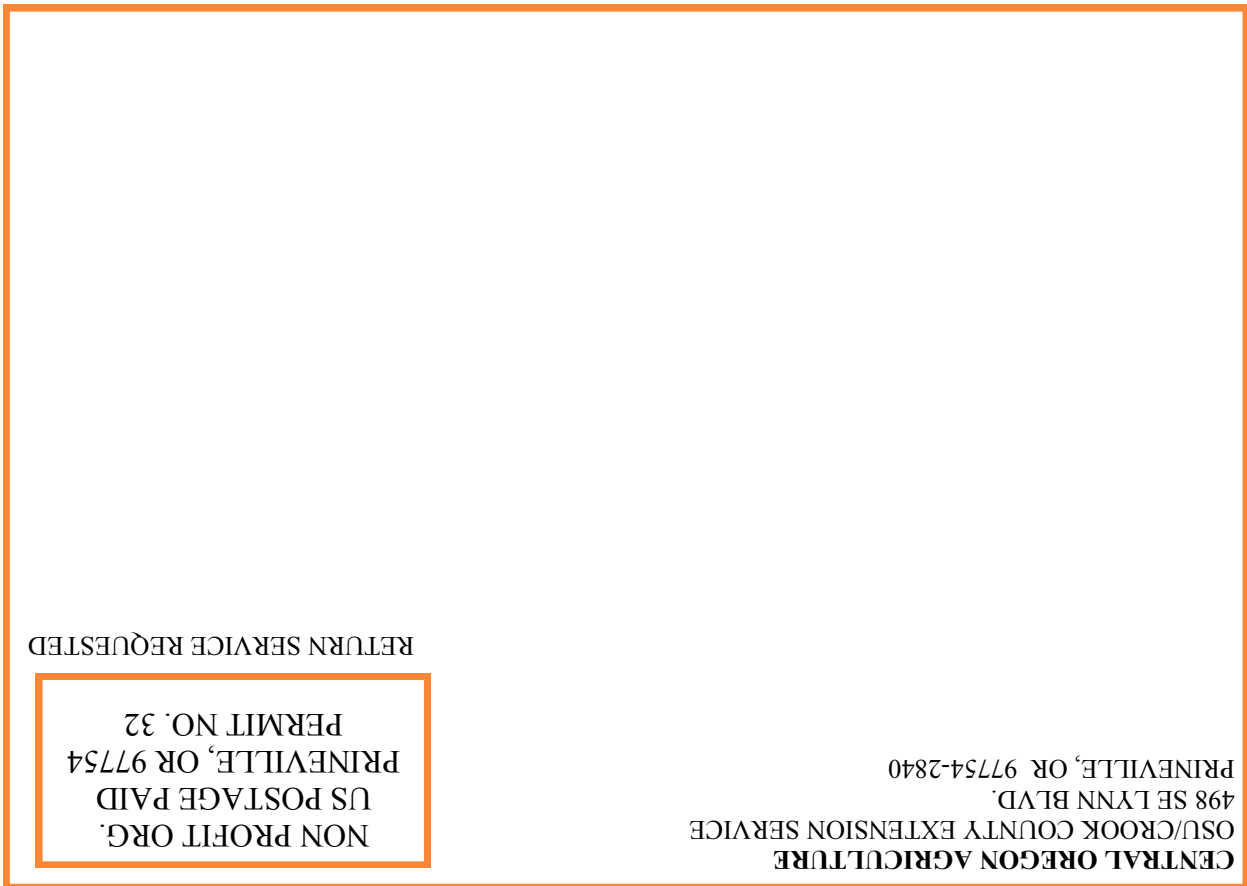 CENTRAL OREGON AGRICULTURE
OSU/CROOK COUNTY EXTENSION SERVICE
498 SE LYNN BLVD.
PRINEVILLE, OR 97754-2840
NON PROFIT ORG.
US POSTAGE PAID
PRINEVILLE, OR 97754
PERMIT NO. 32
RETURN SERVICE REQUESTED